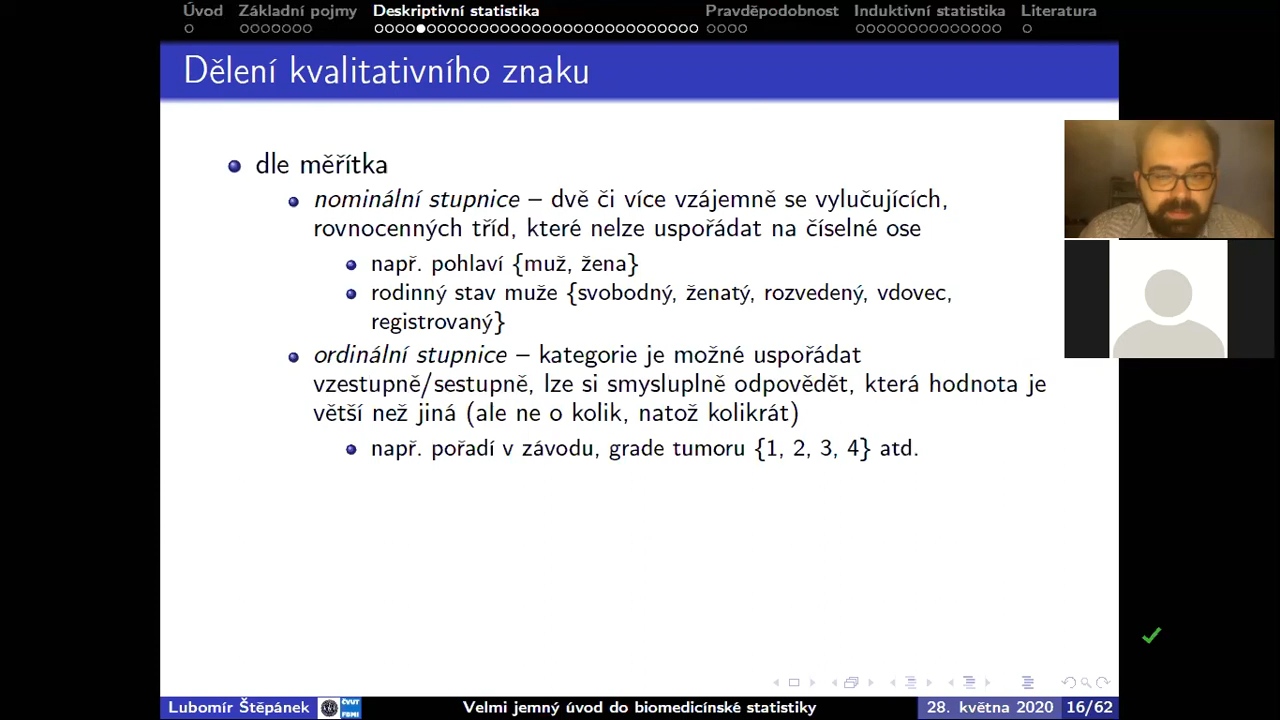 Úvod Základní pojmy Deskriptivní statistika Pravděpodobnost Induktivní statistika Literatura
Dělení kvalitativního znaku
dle měřítka
nominální stupnice – dvě či více vzájemně se vylučujících,
rovnocenných tříd, které nelze uspořádat na číselné ose
např. pohlaví {muž, žena}
rodinný stav muže {svobodný, ženatý, rozvedený, vdovec,
registrovaný}
ordinální stupnice – kategorie je možné uspořádat
vzestupně/sestupně, lze si smysluplně odpovědět, která hodnota je
větší než jiná (ale ne o kolik, natož kolikrát)
např. pořadí v závodu, grade tumoru {1, 2, 3, 4} atd.
Lubomír Štěpánek ČVUT Velmi jemný úvod do biomedicínské statistiky 28. května 2020 16/62
FBMI